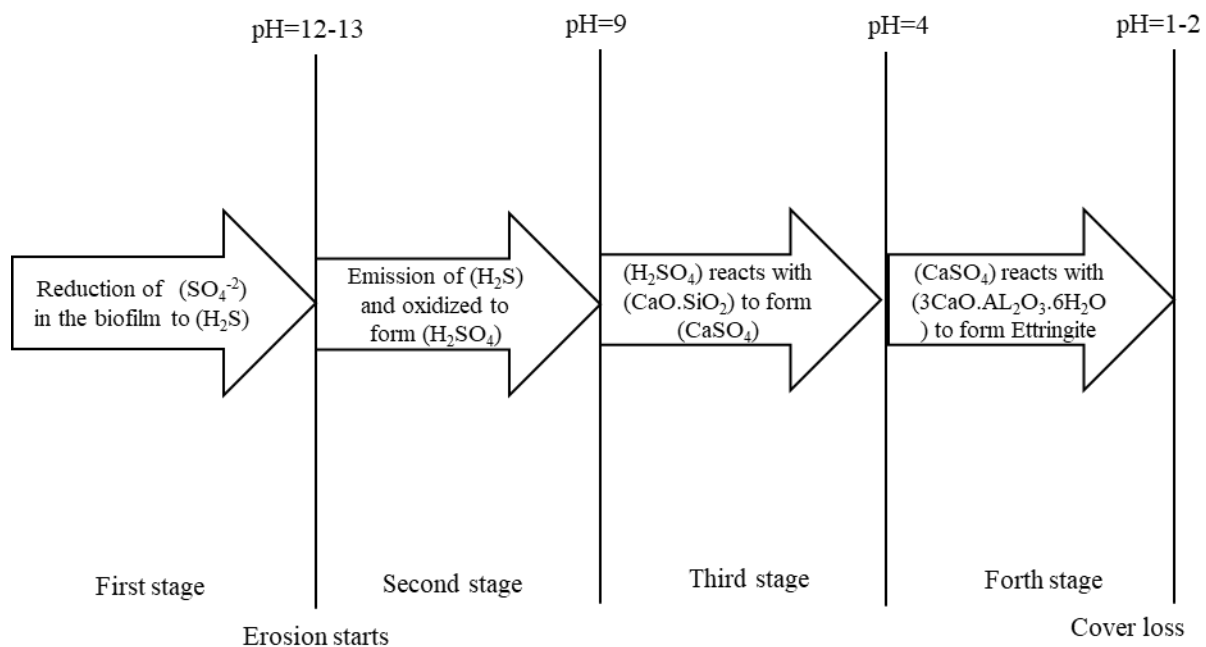 pH=12-13
pH=9
pH=4
pH=1-2
Reduction of (SO₄⁻²)
in the biofilm to (H₂S)
Emission of (H₂S)
and oxidized to
form (H₂SO₄)
(H₂SO₄) reacts with
(CaO.SiO₂) to form
(CaSO₄)
(CaSO₄) reacts with
(3CaO.AL₂O₃.6H₂O
) to form Ettringite
First stage
Second stage
Third stage
Forth stage
Erosion starts
Cover loss